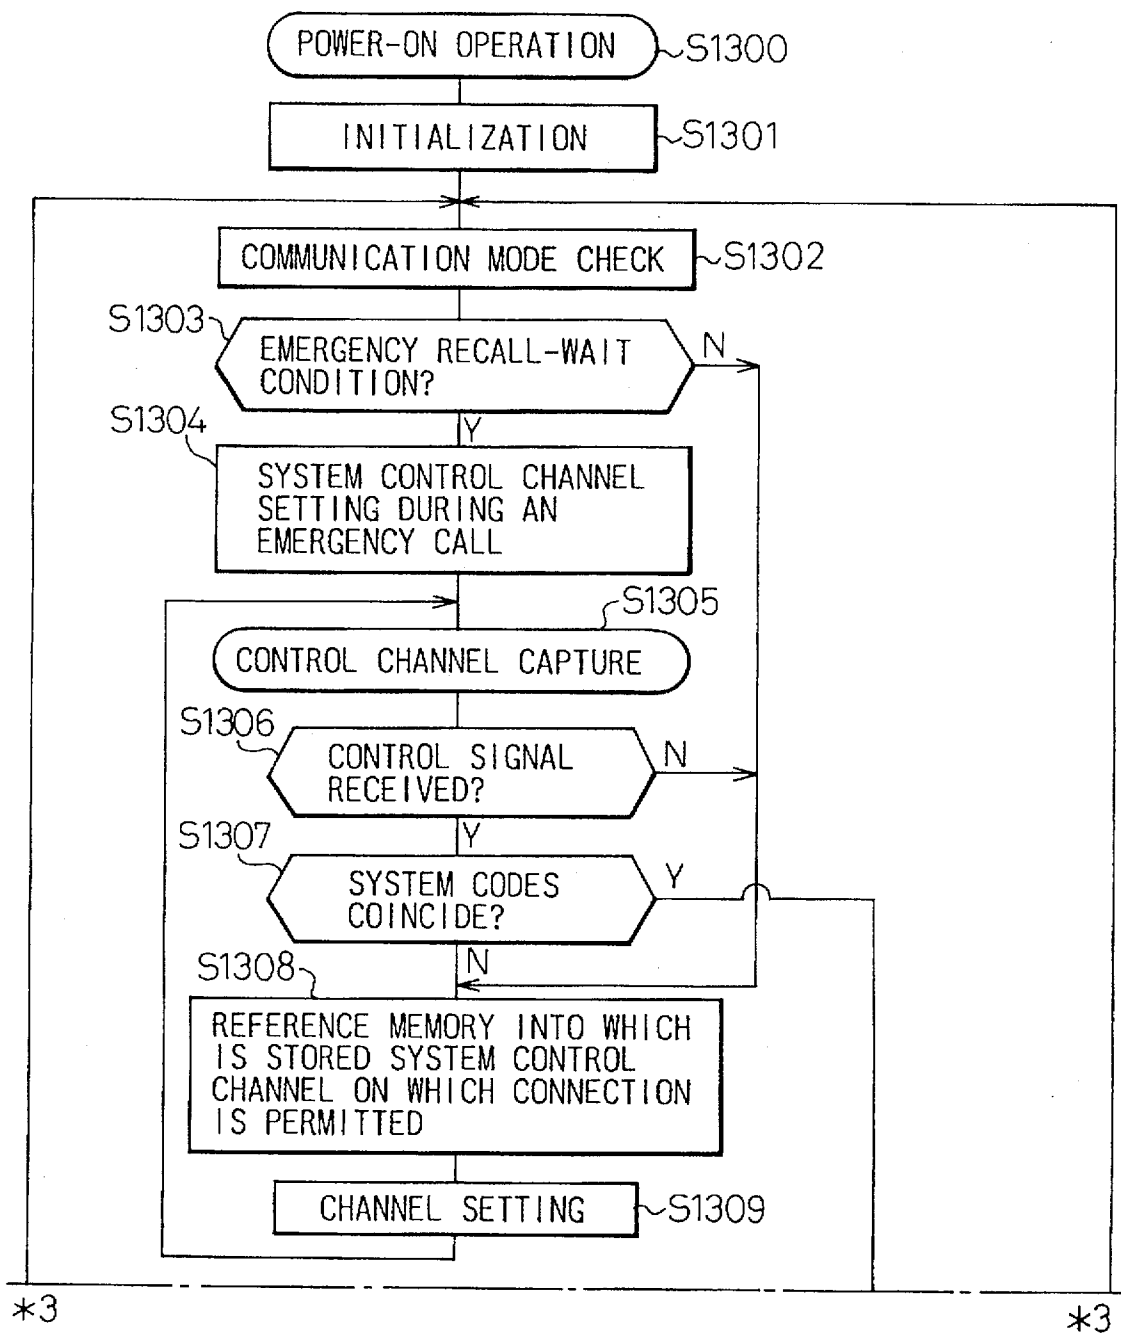 POWER-ON OPERATION
S1300
INITIALIZATION
S1301
COMMUNICATION MODE CHECK
S1302
S1303
EMERGENCY RECALL-WAIT
CONDITION?
N
Y
S1304
SYSTEM CONTROL CHANNEL
SETTING DURING AN
EMERGENCY CALL
S1305
CONTROL CHANNEL CAPTURE
S1306
CONTROL SIGNAL
RECEIVED?
N
Y
S1307
SYSTEM CODES
COINCIDE?
Y
N
S1308
REFERENCE MEMORY INTO WHICH
IS STORED SYSTEM CONTROL
CHANNEL ON WHICH CONNECTION
IS PERMITTED
CHANNEL SETTING
S1309
*3
*3